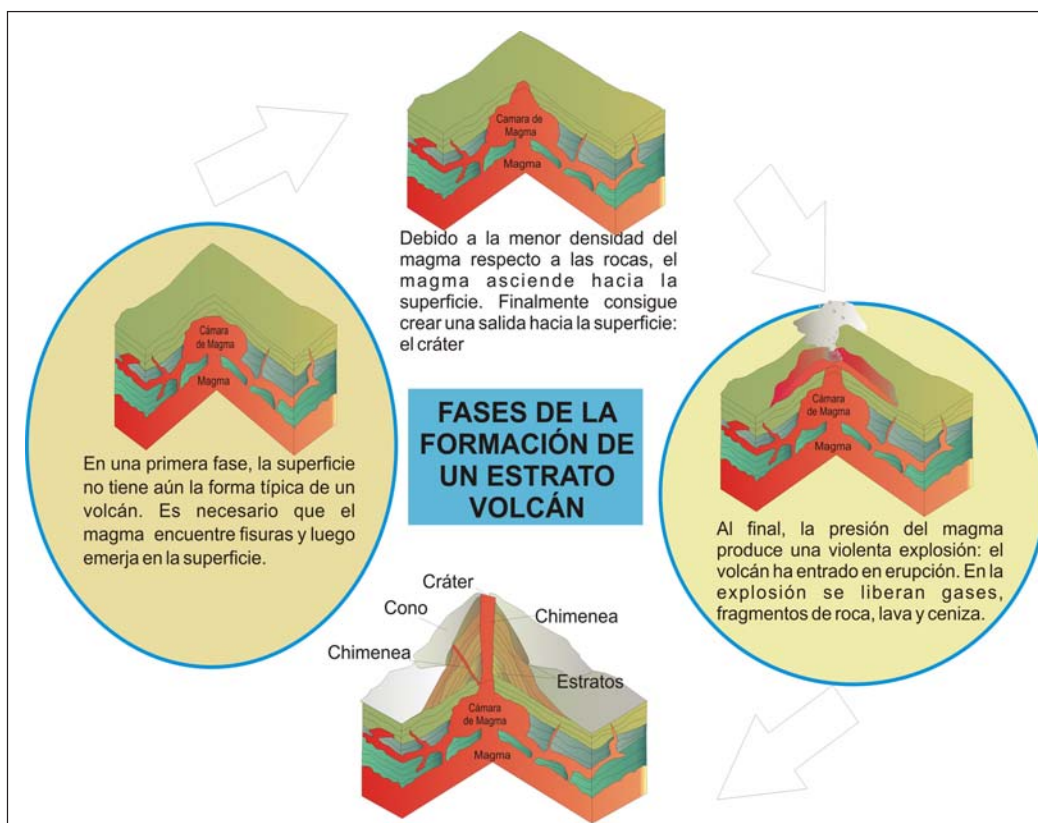 Camara de
Magma
Magma
Debido a la menor densidad del
magma respecto a las rocas, el
magma asciende hacia la
superficie. Finalmente consigue
crear una salida hacia la superficie:
el cráter
Cámara
de Magma
Magma
En una primera fase, la superficie
no tiene aún la forma típica de un
volcán. Es necesario que el
magma encuentre fisuras y luego
emerja en la superficie.
FASES DE LA
FORMACIÓN DE
UN ESTRATO
VOLCÁN
Cámara
de Magma
Magma
Al final, la presión del magma
produce una violenta explosión: el
volcán ha entrado en erupción. En la
explosión se liberan gases,
fragmentos de roca, lava y ceniza.
Cráter
Cono
Chimenea
Chimenea
Estratos
Cámara
de Magma
Magma